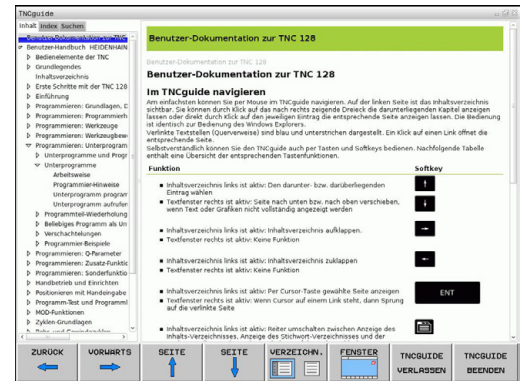 TNCguide
Inhalt Index Suchen
Benutzer-Dokumentation zur TNC
Benutzer-Handbuch HEIDENHAIN
Bedienelemente der TNC
Grundlegendes
Inhaltsverzeichnis
Erste Schritte mit der TNC 128
Einführung
Programmieren: Grundlagen, D
Programmieren: Programmierh
Programmieren: Werkzeuge
Programmieren: Werkzeugbew
Programmieren: Unterprogram
Unterprogramme und Progr
Unterprogramme
Arbeitsweise
Programmier-Hinweise
Unterprogramm program
Unterprogramm aufrufen
Programmteil-Wiederholung
Beliebiges Programm als Un
Verschachtelungen
Programmier-Beispiele
Programmieren: Q-Parameter
Programmieren: Zusatz-Funktic
Programmieren: Sonderfunktio
Handbetrieb und Einrichten
Positionieren mit Handeingabe
Programm-Test und Programml
MOD-Funktionen
Zyklen-Grundlagen
Benutzer-Dokumentation zur TNC 128
Benutzer-Dokumentation zur TNC 128
Benutzer-Dokumentation zur TNC 128
Im TNCguide navigieren
Am einfachsten können Sie per Mouse im TNCguide navigieren. Auf der linken Seite ist das Inhaltsverzeichnis
sichtbar. Sie können durch Klick auf das nach rechts zeigende Dreieck die darunterliegenden Kapitel anzeigen
lassen oder direkt durch Klick auf den jeweiligen Eintrag die entsprechende Seite anzeigen lassen. Die Bedienung
ist identisch zur Bedienung des Windows Explorers.
Verlinkte Textstellen (Querverweise) sind blau und unterstrichen dargestellt. Ein Klick auf einen Link öffnet die
entsprechende Seite.
Selbstverständlich können Sie den TNCguide auch per Tasten und Softkeys bedienen. Nachfolgende Tabelle
enthält eine Übersicht der entsprechenden Tastenfunktionen.
Funktion Softkey
Inhaltsverzeichnis links ist aktiv: Den darunter- bzw. darüberliegenden
Eintrag wählen
Textfenster rechts ist aktiv: Seite nach unten bzw. nach oben verschieben,
wenn Text oder Grafiken nicht vollständig angezeigt werden
Inhaltsverzeichnis links ist aktiv: Inhaltsverzeichnis aufklappen.
Textfenster rechts ist aktiv: Keine Funktion
Inhaltsverzeichnis links ist aktiv: Inhaltsverzeichnis zuklappen
Textfenster rechts ist aktiv: Keine Funktion
Inhaltsverzeichnis links ist aktiv: Per Cursor-Taste gewählte Seite anzeigen
Textfenster rechts ist aktiv: Wenn Cursor auf einem Link steht, dann Sprung
auf die verlinkte Seite
ENT
Inhaltsverzeichnis links ist aktiv: Reiter umschalten zwischen Anzeige des
Inhalts-Verzeichnisses, Anzeige des Stichwort-Verzeichnisses und der
ZURÜCK
VORWÄRTS
SEITE
SEITE
VERZEICHN.
FENSTER
TNCGUIDE
VERLASSEN
TNCGUIDE
BEENDEN